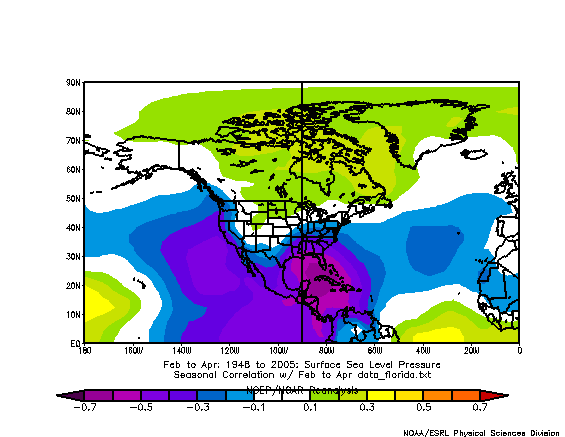 90N
80N
70N
60N
50N
40N
30N
20N
10N
EQ
180 160W 140W 120W 100W 80W 60W 40W 20W 0
Feb to Apr: 1948 to 2005: Surface Sea Level Pressure
Seasonal Correlation w/ Feb to Apr data_florida.txt
NCEP/NCAR Reanalysis
-0.7 -0.5 -0.3 -0.1 0.1 0.3 0.5 0.7
NOAA/ESRL Physical Sciences Division